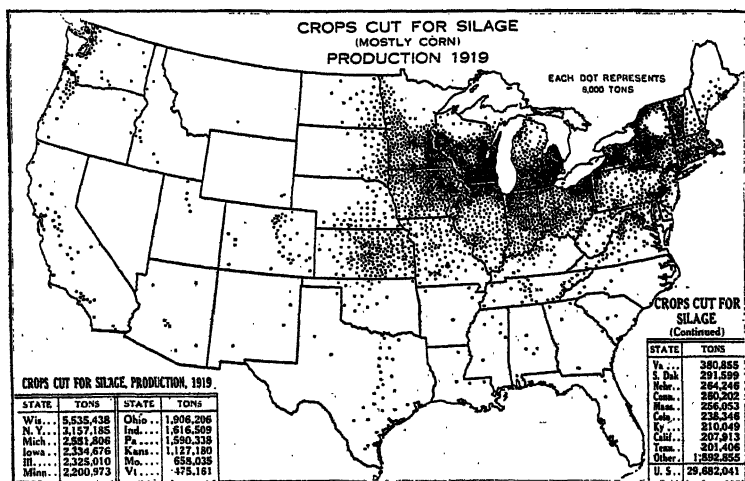 CROPS CUT FOR SILAGE
(MOSTLY CORN)
PRODUCTION 1919
EACH DOT REPRESENTS
TONS
CROPS CUT FOR SILAGE, PRODUCTION, 1919
STATE TONS STATE TONS
Wis.... 5,535,438 Ohio.. 1,906,206
N. Y... 3,157,185 Ind.... 1,616,509
Mich.. 2,551,806 Pa..... 1,590,338
Iowa.. 2,334,676 Kans.. 1,127,180
Ill..... 2,325,010 Mo.... 658,035
Minn.. 2,200,973 Vt..... 475,161
CROPS CUT FOR
SILAGE
(Continued)
STATE TONS
Va.... 380,855
S. Dak 291,599
Nebr.. 264,246
Conn.. 260,202
Mass.. 256,053
Colo.. 238,346
Ky.... 210,049
Calif.. 207,913
Tenn.. 201,406
Other. 1,892,855
U. S.. 29,682,041